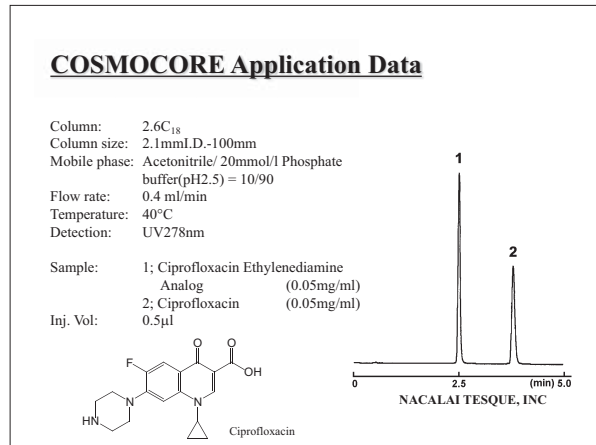 COSMOCORE Application Data
Column: 2.6C₁₈
Column size: 2.1mmI.D.-100mm
Mobile phase: Acetonitrile/ 20mmol/l Phosphate
buffer(pH2.5) = 10/90
Flow rate: 0.4 ml/min
Temperature: 40°C
Detection: UV278nm
Sample: 1; Ciprofloxacin Ethylenediamine
Analog (0.05mg/ml)
2; Ciprofloxacin (0.05mg/ml)
Inj. Vol: 0.5µl
1
2
0 2.5 (min) 5.0
NACALAI TESQUE, INC
O O
F
OH
N N
HN
Ciprofloxacin